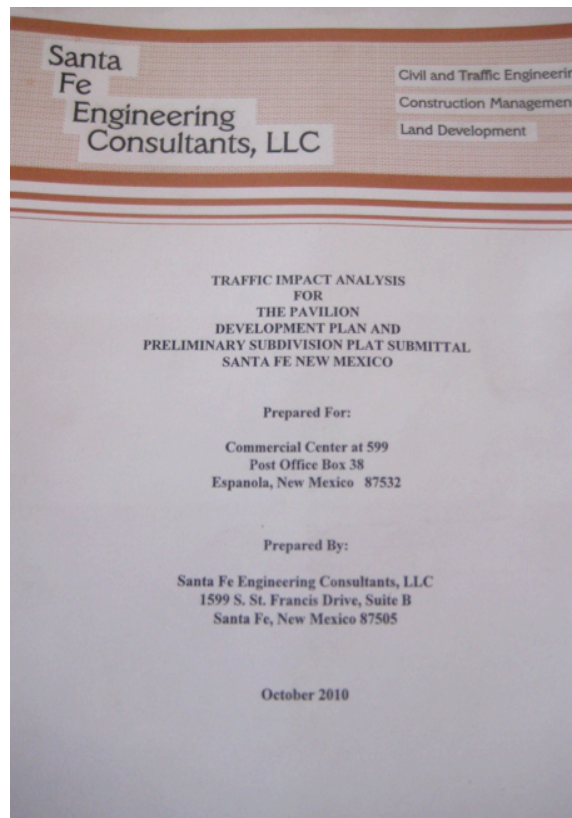 Santa
Fe
Engineering
Consultants, LLC
Civil and Traffic Engineerin
Construction Managemen
Land Development
TRAFFIC IMPACT ANALYSIS
FOR
THE PAVILION
DEVELOPMENT PLAN AND
PRELIMINARY SUBDIVISION PLAT SUBMITTAL
SANTA FE NEW MEXICO
Prepared For:
Commercial Center at 599
Post Office Box 38
Espanola, New Mexico 87532
Prepared By:
Santa Fe Engineering Consultants, LLC
1599 S. St. Francis Drive, Suite B
Santa Fe, New Mexico 87505
October 2010